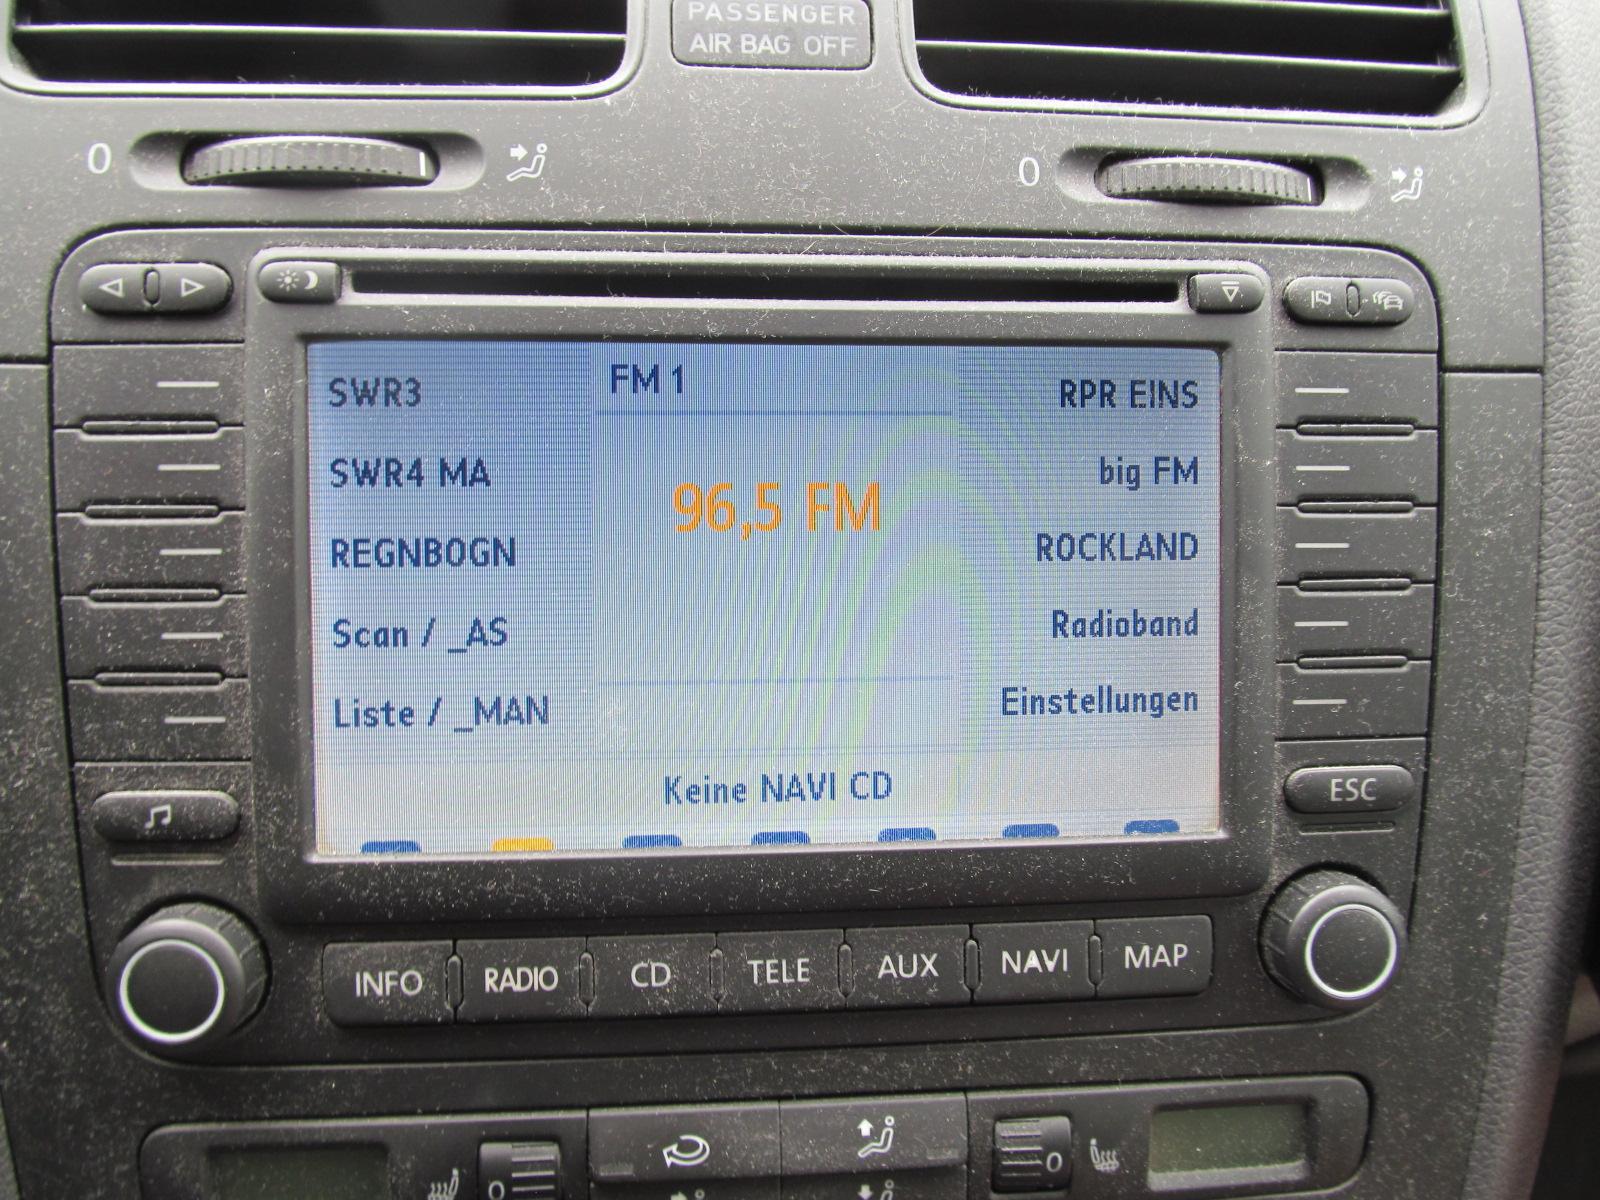 PASSENGER
AIR BAG OFF
0
0
SWR3
FM 1
RPR EINS
SWR4 MA
big FM
96,5 FM
REGNBOGN
ROCKLAND
Scan / _AS
Radioband
Liste / _MAN
Einstellungen
Keine NAVI CD
ESC
INFO
RADIO
CD
TELE
AUX
NAVI
MAP
0
0